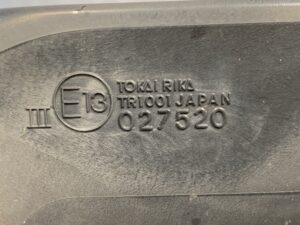 III E13 TOKAI RIKA
TR1001 JAPAN
027520